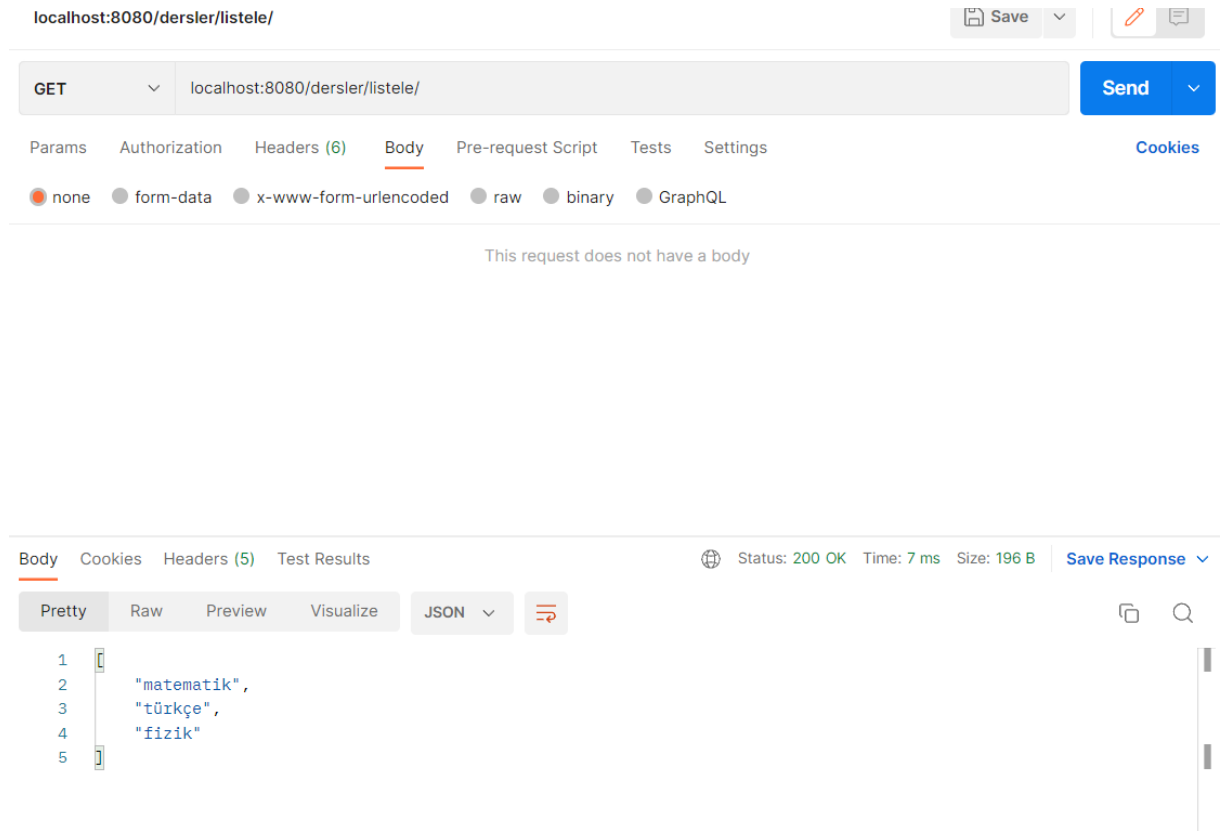 localhost:8080/dersler/listele/ Save
GET localhost:8080/dersler/listele/ Send
Params Authorization Headers (6) Body Pre-request Script Tests Settings Cookies
none form-data x-www-form-urlencoded raw binary GraphQL
This request does not have a body
Body Cookies Headers (5) Test Results Status: 200 OK Time: 7 ms Size: 196 B Save Response
Pretty Raw Preview Visualize JSON
1 [
2 "matematik",
3 "türkçe",
4 "fizik"
5 ]